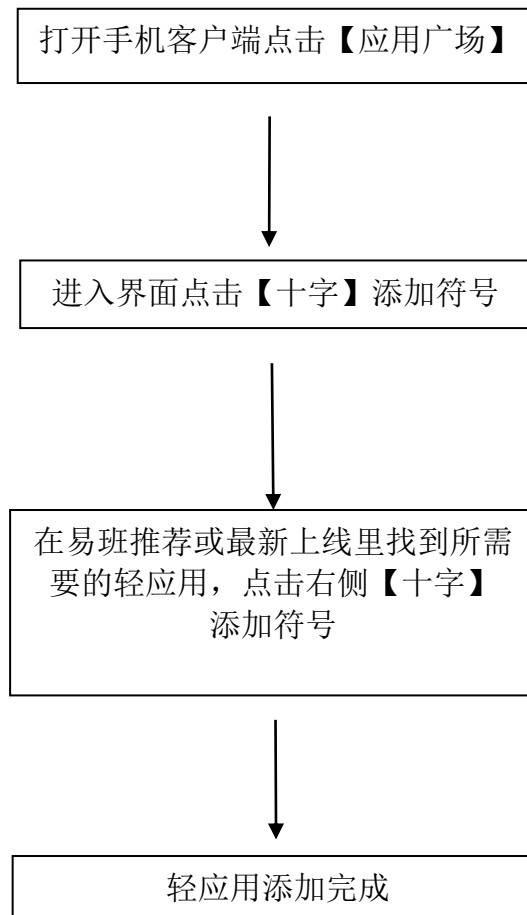 打开手机客户端点击【应用广场】
进入界面点击【十字】添加符号
在易班推荐或最新上线里找到所需
要的轻应用，点击右侧【十字】
添加符号
轻应用添加完成